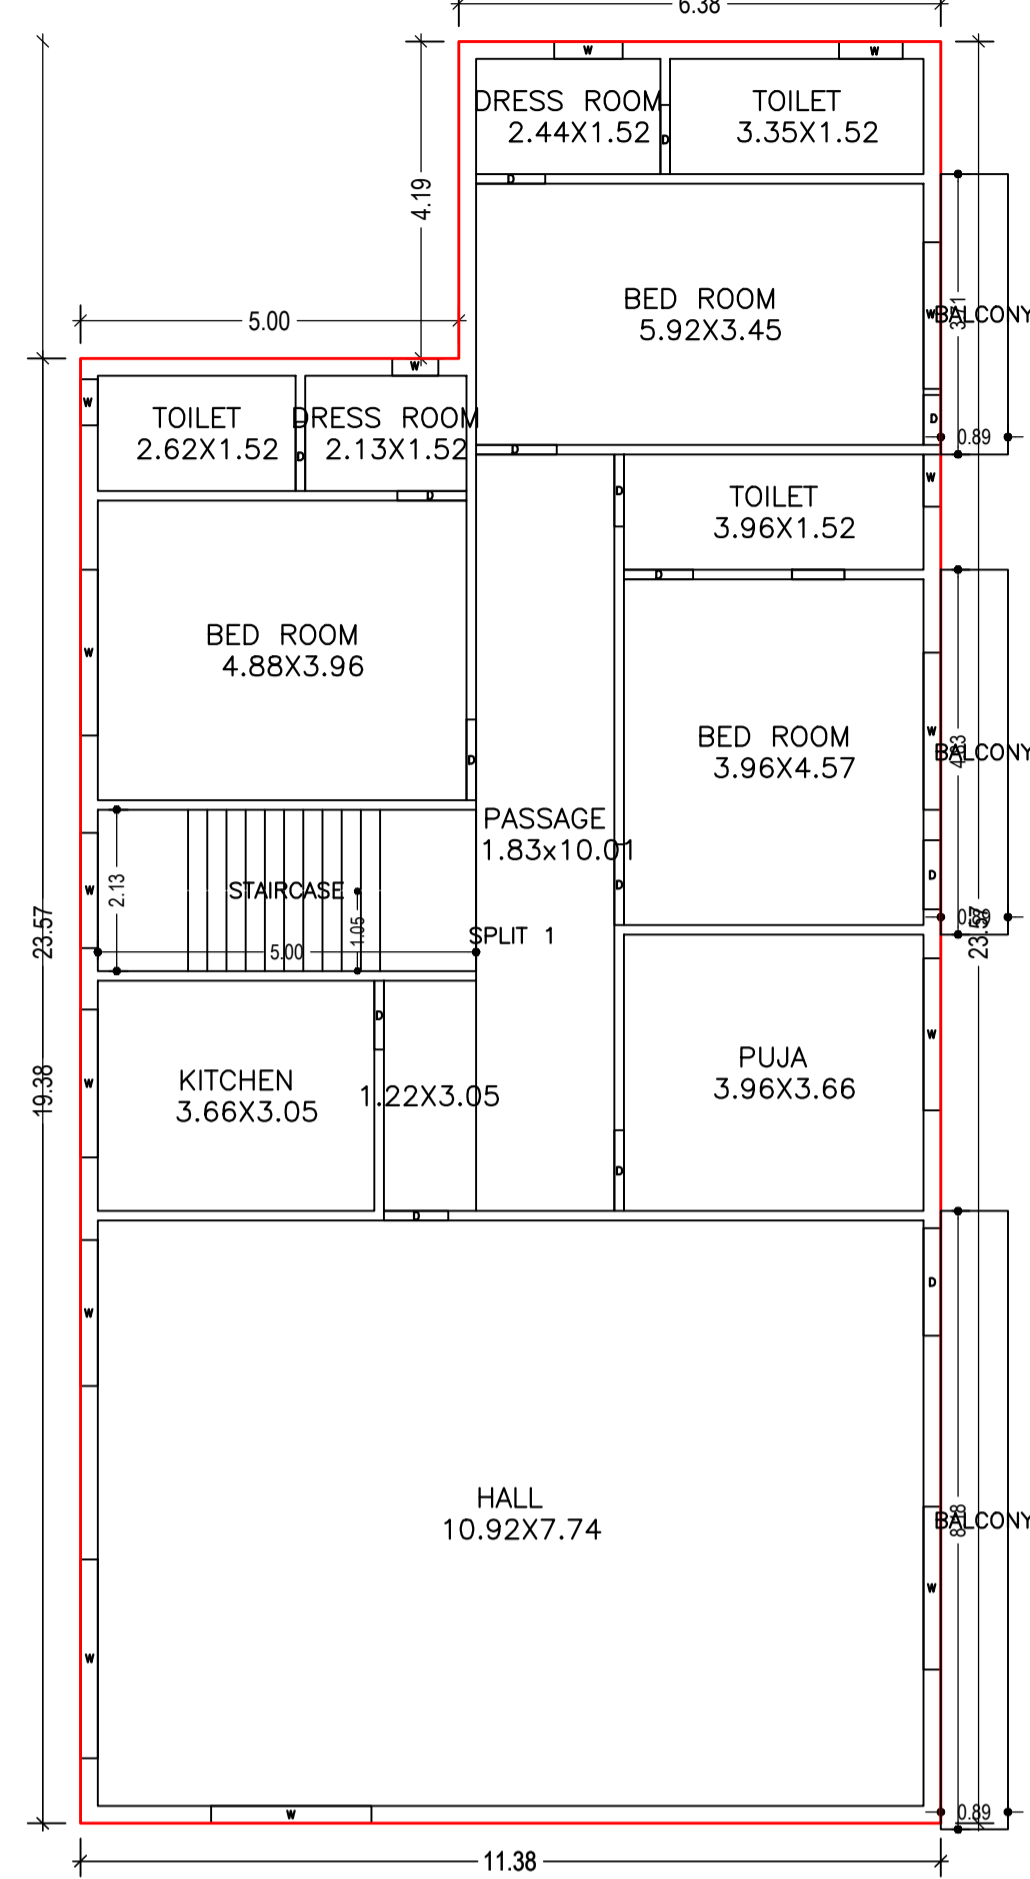 6.38
W
W
DRESS ROOM
2.44X1.52
D
TOILET
3.35X1.52
D
4.19
BED ROOM
5.92X3.45
W
BALCONY
5.00
W
W
TOILET
2.62X1.52
D
DRESS ROOM
2.13X1.52
D
0.89
D
W
D
D
TOILET
3.96X1.52
D
BED ROOM
4.88X3.96
W
D
BED ROOM
3.96X4.57
W
BALCONY
PASSAGE
1.83x10.01
D
D
W
STAIRCASE
2.13
1.05
5.00
SPLIT 1
23.57
23.57
19.38
W
D
KITCHEN
3.66X3.05
1.22X3.05
PUJA
3.96X3.66
W
D
D
W
D
HALL
10.92X7.74
W
BALCONY
W
W
0.89
11.38